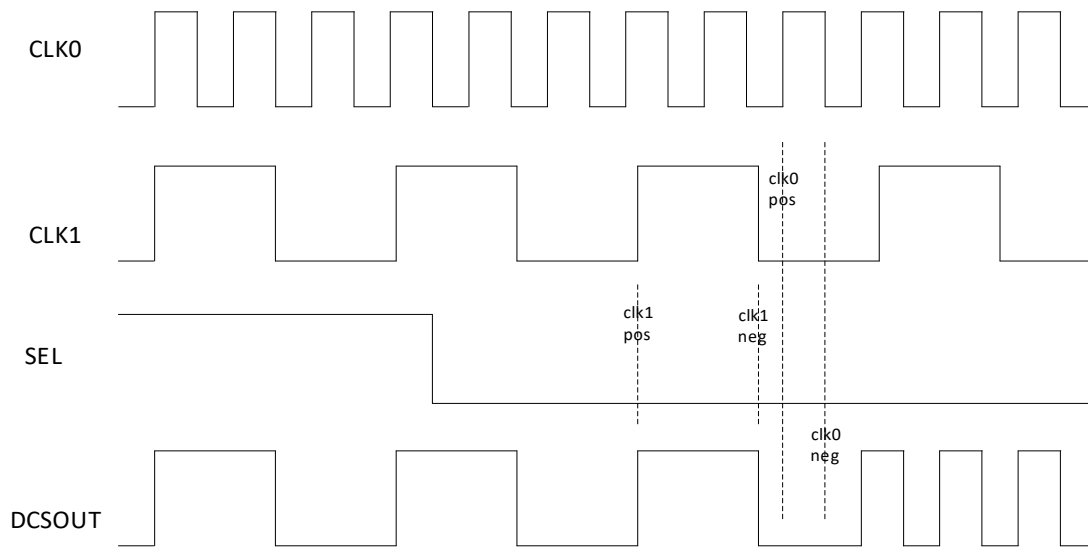 CLK0
CLK1
clk0
pos
SEL
clk1
pos
clk1
neg
clk0
neg
DCSOUT